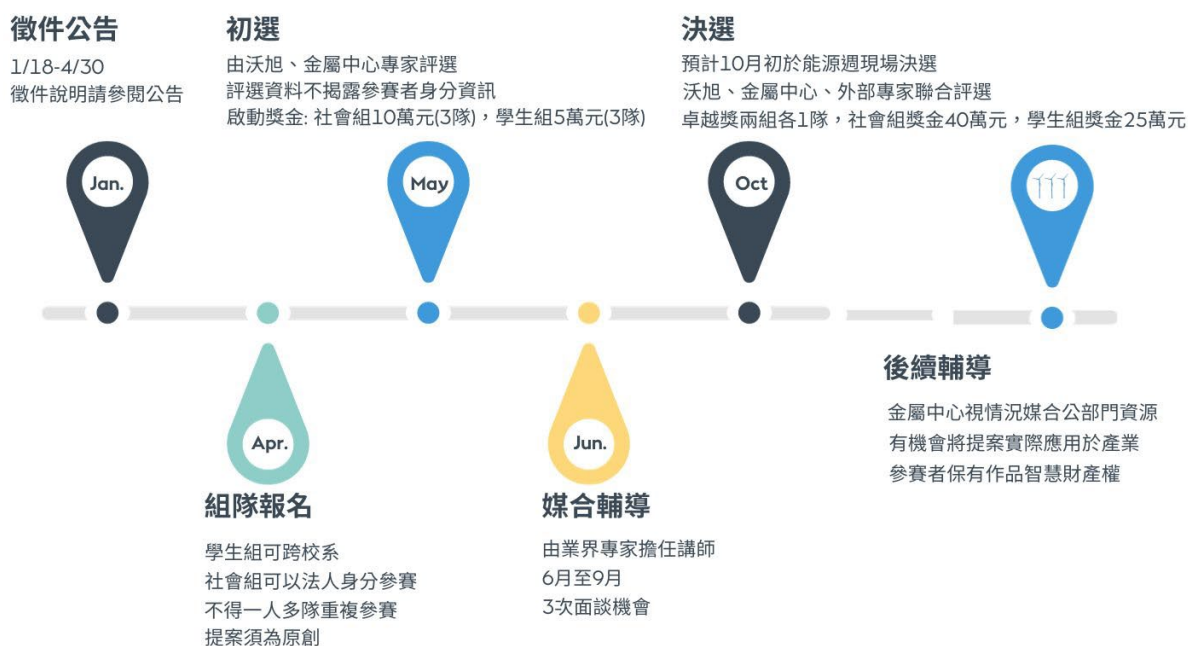 徵件公告
1/18-4/30
徵件說明請參閱公告
Jan.
初選
由沃旭、金屬中心專家評選
評選資料不揭露參賽者身分資訊
啟動獎金: 社會組10萬元(3隊)，學生組5萬元(3隊)
May
決選
預計10月初於能源週現場決選
沃旭、金屬中心、外部專家聯合評選
卓越獎兩組各1隊，社會組獎金40萬元，學生組獎金25萬元
Oct
Apr.
組隊報名
學生組可跨校系
社會組可以法人身分參賽
不得一人多隊重複參賽
提案須為原創
Jun.
媒合輔導
由業界專家擔任講師
6月至9月
3次面談機會
後續輔導
金屬中心視情況媒合公部門資源
有機會將提案實際應用於產業
參賽者保有作品智慧財產權